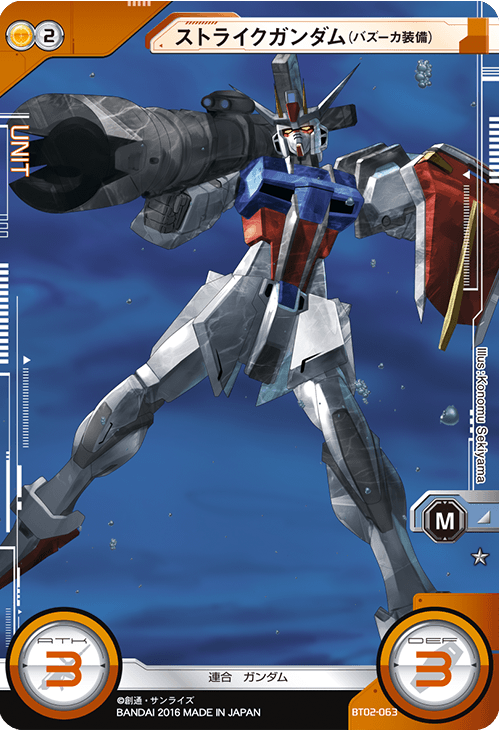 2
ストライクガンダム(バズーカ装備)
UNIT
Illus:Konomu Sekiyama
M
ATK
3
DEF
3
連合 ガンダム
©創通・サンライズ
BANDAI 2016 MADE IN JAPAN
BT02-063